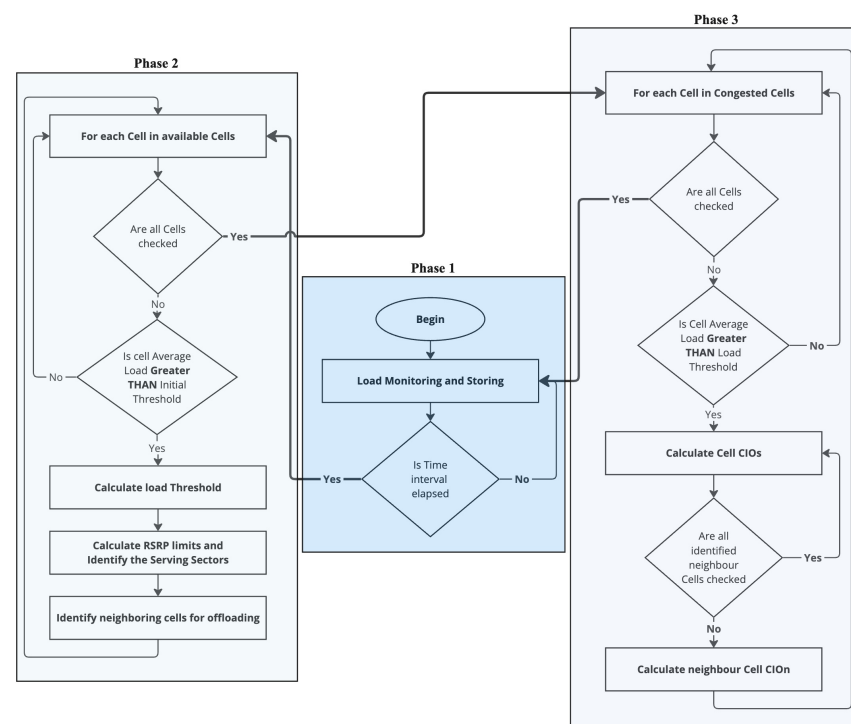 Phase 3
Phase 2
For each Cell in Congested Cells
For each Cell in available Cells
Are all Cells
checked
Yes
No
Are all Cells
checked
Yes
No
Phase 1
Begin
Load Monitoring and Storing
Is Time
interval
elapsed
Yes
No
Is cell Average
Load Greater
THAN Initial
Threshold
No
Yes
Calculate load Threshold
Calculate RSRP limits and
Identify the Serving Sectors
Identify neighboring cells for offloading
Is Cell Average
Load Greater
THAN Load
Threshold
No
Yes
Calculate Cell CIOs
Are all
identified
neighbour
Cells checked
Yes
No
Calculate neighbour Cell CIOn